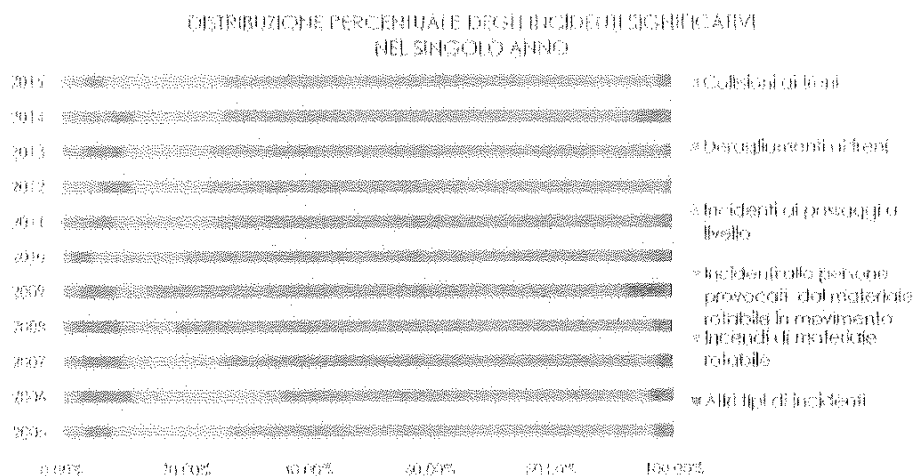 DISTRIBUZIONE PERCENTUALE DEGLI INCIDENTI SIGNIFICATIVI
NEL SINGOLO ANNO
2015
2014
2013
2012
2011
2010
2009
2008
2007
2006
2005
0,00%
20,00%
40,00%
60,00%
80,00%
100,00%
Collisioni di treni
Deragliamenti di treni
Incidenti ai passaggi a
livello
Incidenti alle persone
provocati dal materiale
rotabile in movimento
Incendi di materiale
rotabile
Altri tipi di incidenti